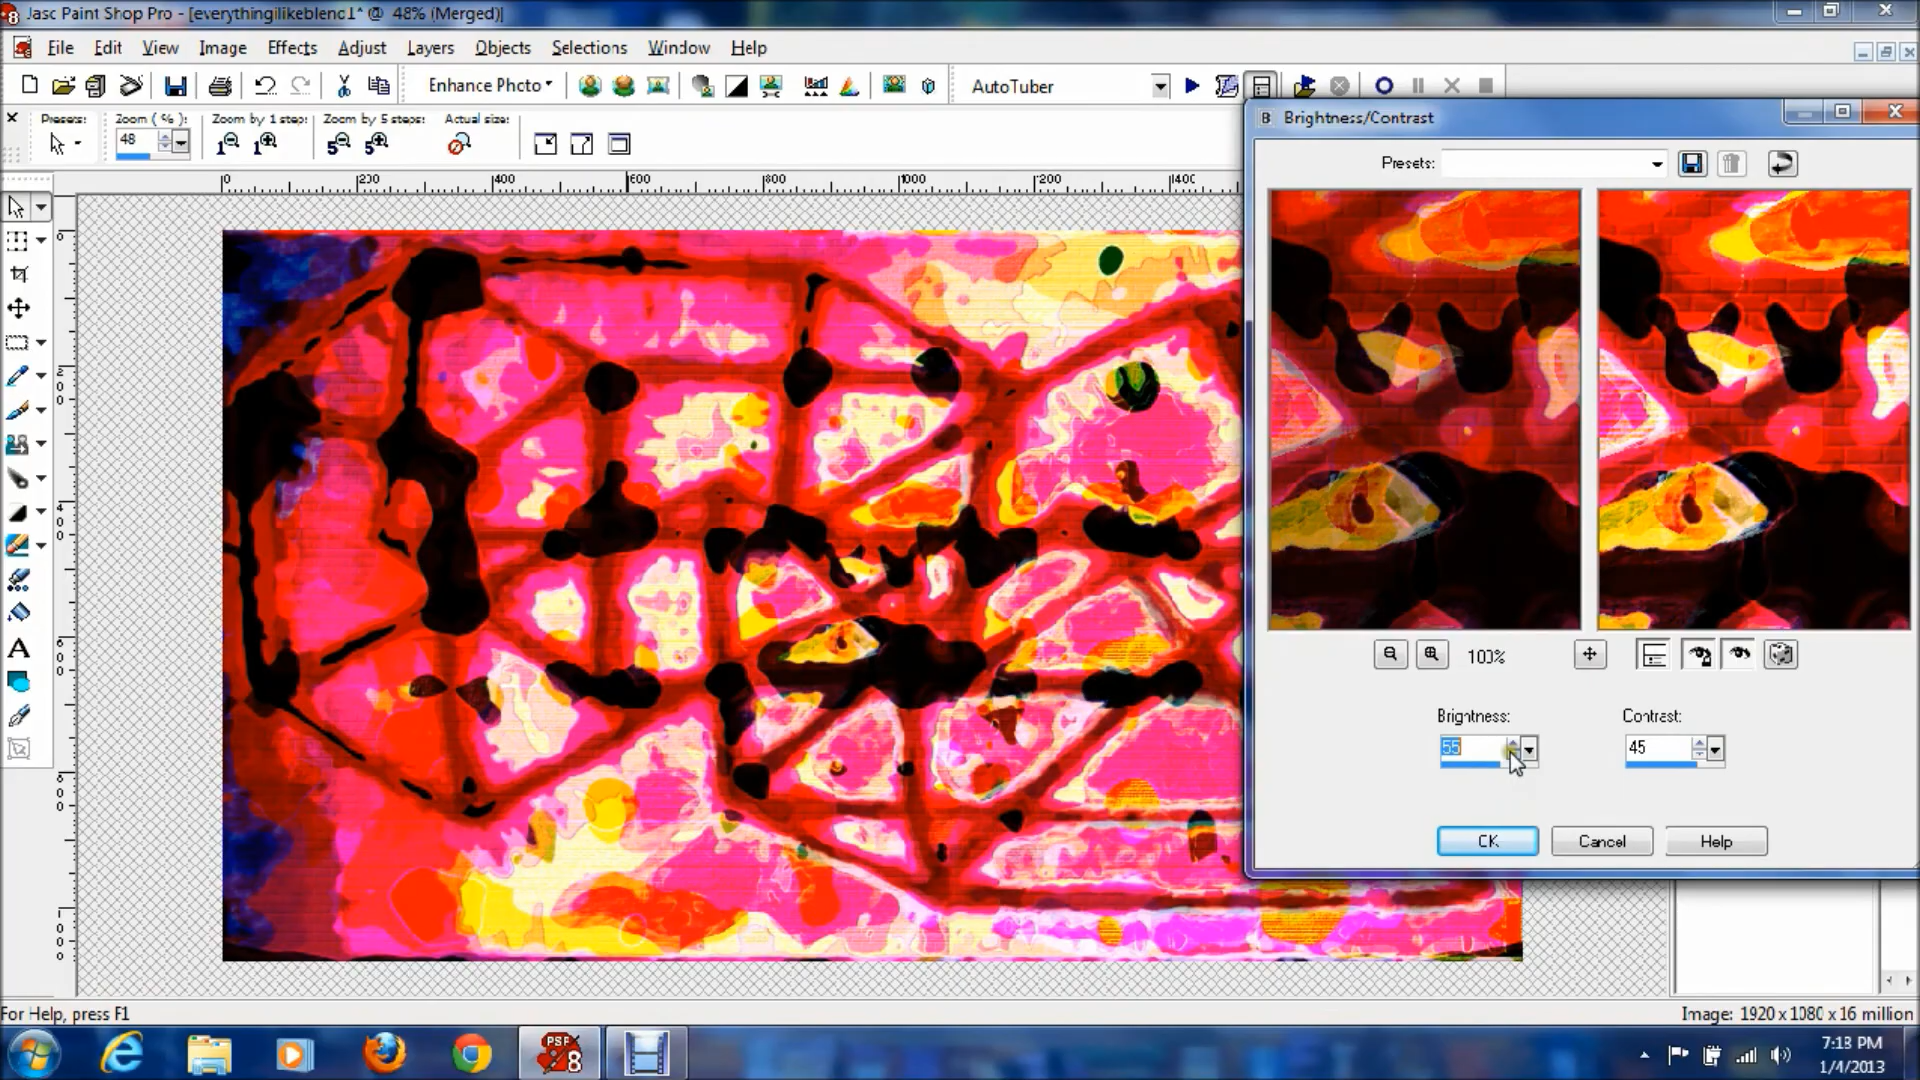 Jasc Paint Shop Pro - [everythingilikeblend1* @ 48% (Merged)]
File Edit View Image Effects Adjust Layers Objects Selections Window Help
Enhance Photo
AutoTuber
Presets:
Zoom (%):
Zoom by 1 step:
Zoom by 5 steps:
Actual size:
48
Brightness/Contrast
Presets:
100%
Brightness:
Contrast:
55
45
OK
Cancel
Help
For Help, press F1
Image: 1920 x 1080 x 16 million
PSP
8
7:18 PM
1/4/2013